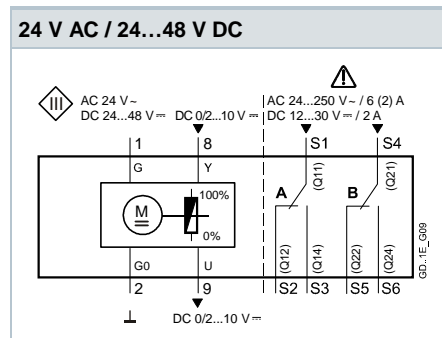 24 V AC / 24...48 V DC
III
AC 24 V ~
DC 24...48 V ⎓
DC 0/2...10 V ⎓
AC 24...250 V ~ / 6 (2) A
DC 12...30 V ⎓ / 2 A
1
8
S1
S4
G
Y
(Q11)
(Q21)
100%
A
B
M
0%
G0
U
(Q12)
(Q14)
(Q22)
(Q24)
2
9
S2
S3
S5
S6
DC 0/2...10 V ⎓
GD..1E_G09